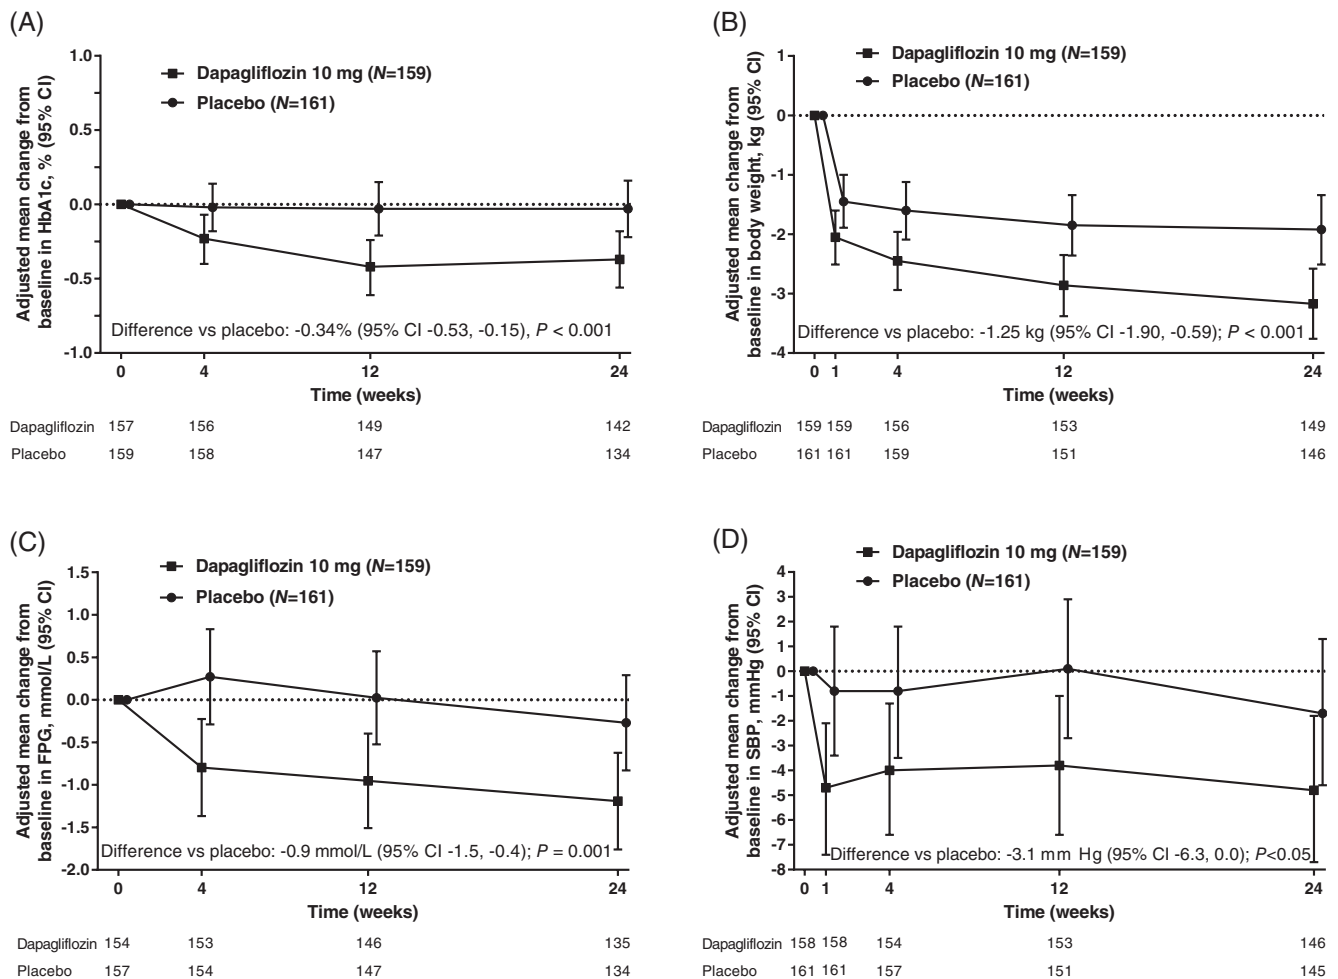 (A)
Adjusted mean change from
baseline in HbA1c, % (95% CI)
1.0
0.5
0.0
-0.5
-1.0
Dapagliflozin 10 mg (N=159)
Placebo (N=161)
Difference vs placebo: -0.34% (95% CI -0.53, -0.15), P < 0.001
0 4 12 24
Time (weeks)
Dapagliflozin 157 156 149 142
Placebo 159 158 147 134
(B)
Adjusted mean change from
baseline in body weight, kg (95% CI)
1
0
-1
-2
-3
-4
Dapagliflozin 10 mg (N=159)
Placebo (N=161)
Difference vs placebo: -1.25 kg (95% CI -1.90, -0.59); P < 0.001
0 1 4 12 24
Time (weeks)
Dapagliflozin 159 159 156 153 149
Placebo 161 161 159 151 146
(C)
Adjusted mean change from
baseline in FPG, mmol/L (95% CI)
1.5
1.0
0.5
0.0
-0.5
-1.0
-1.5
-2.0
Dapagliflozin 10 mg (N=159)
Placebo (N=161)
Difference vs placebo: -0.9 mmol/L (95% CI -1.5, -0.4); P = 0.001
0 4 12 24
Time (weeks)
Dapagliflozin 154 153 146 135
Placebo 157 154 147 134
(D)
Adjusted mean change from
baseline in SBP, mmHg (95% CI)
4
3
2
1
0
-1
-2
-3
-4
-5
-6
-7
-8
Dapagliflozin 10 mg (N=159)
Placebo (N=161)
Difference vs placebo: -3.1 mm Hg (95% CI -6.3, 0.0); P<0.05
0 1 4 12 24
Time (weeks)
Dapagliflozin 158 158 154 153 146
Placebo 161 161 157 151 145